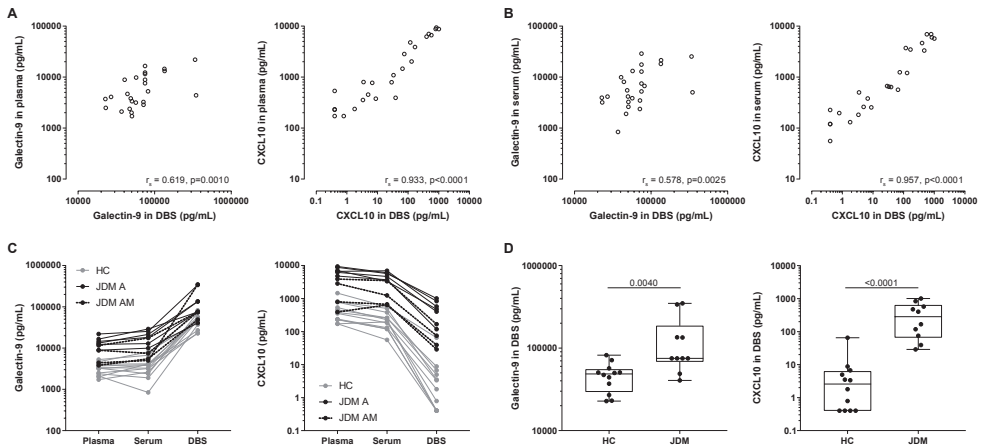 A
Galectin-9 in plasma (pg/mL)
100000
10000
1000
100
10000
100000
1000000
r_s = 0.619, p=0.0010
Galectin-9 in DBS (pg/mL)
CXCL10 in plasma (pg/mL)
10000
1000
100
10
0.1
1
10
100
1000
10000
r_s = 0.933, p<0.0001
CXCL10 in DBS (pg/mL)
B
Galectin-9 in serum (pg/mL)
100000
10000
1000
100
10000
100000
1000000
r_s = 0.578, p=0.0025
Galectin-9 in DBS (pg/mL)
CXCL10 in serum (pg/mL)
10000
1000
100
10
0.1
1
10
100
1000
10000
r_s = 0.957, p<0.0001
CXCL10 in DBS (pg/mL)
C
Galectin-9 (pg/mL)
1000000
100000
10000
1000
100
HC
JDM A
JDM AM
Plasma
Serum
DBS
CXCL10 (pg/mL)
10000
1000
100
10
1
0.1
HC
JDM A
JDM AM
Plasma
Serum
DBS
D
Galectin-9 in DBS (pg/mL)
1000000
100000
10000
0.0040
HC
JDM
CXCL10 in DBS (pg/mL)
10000
1000
100
10
1
0.1
<0.0001
HC
JDM